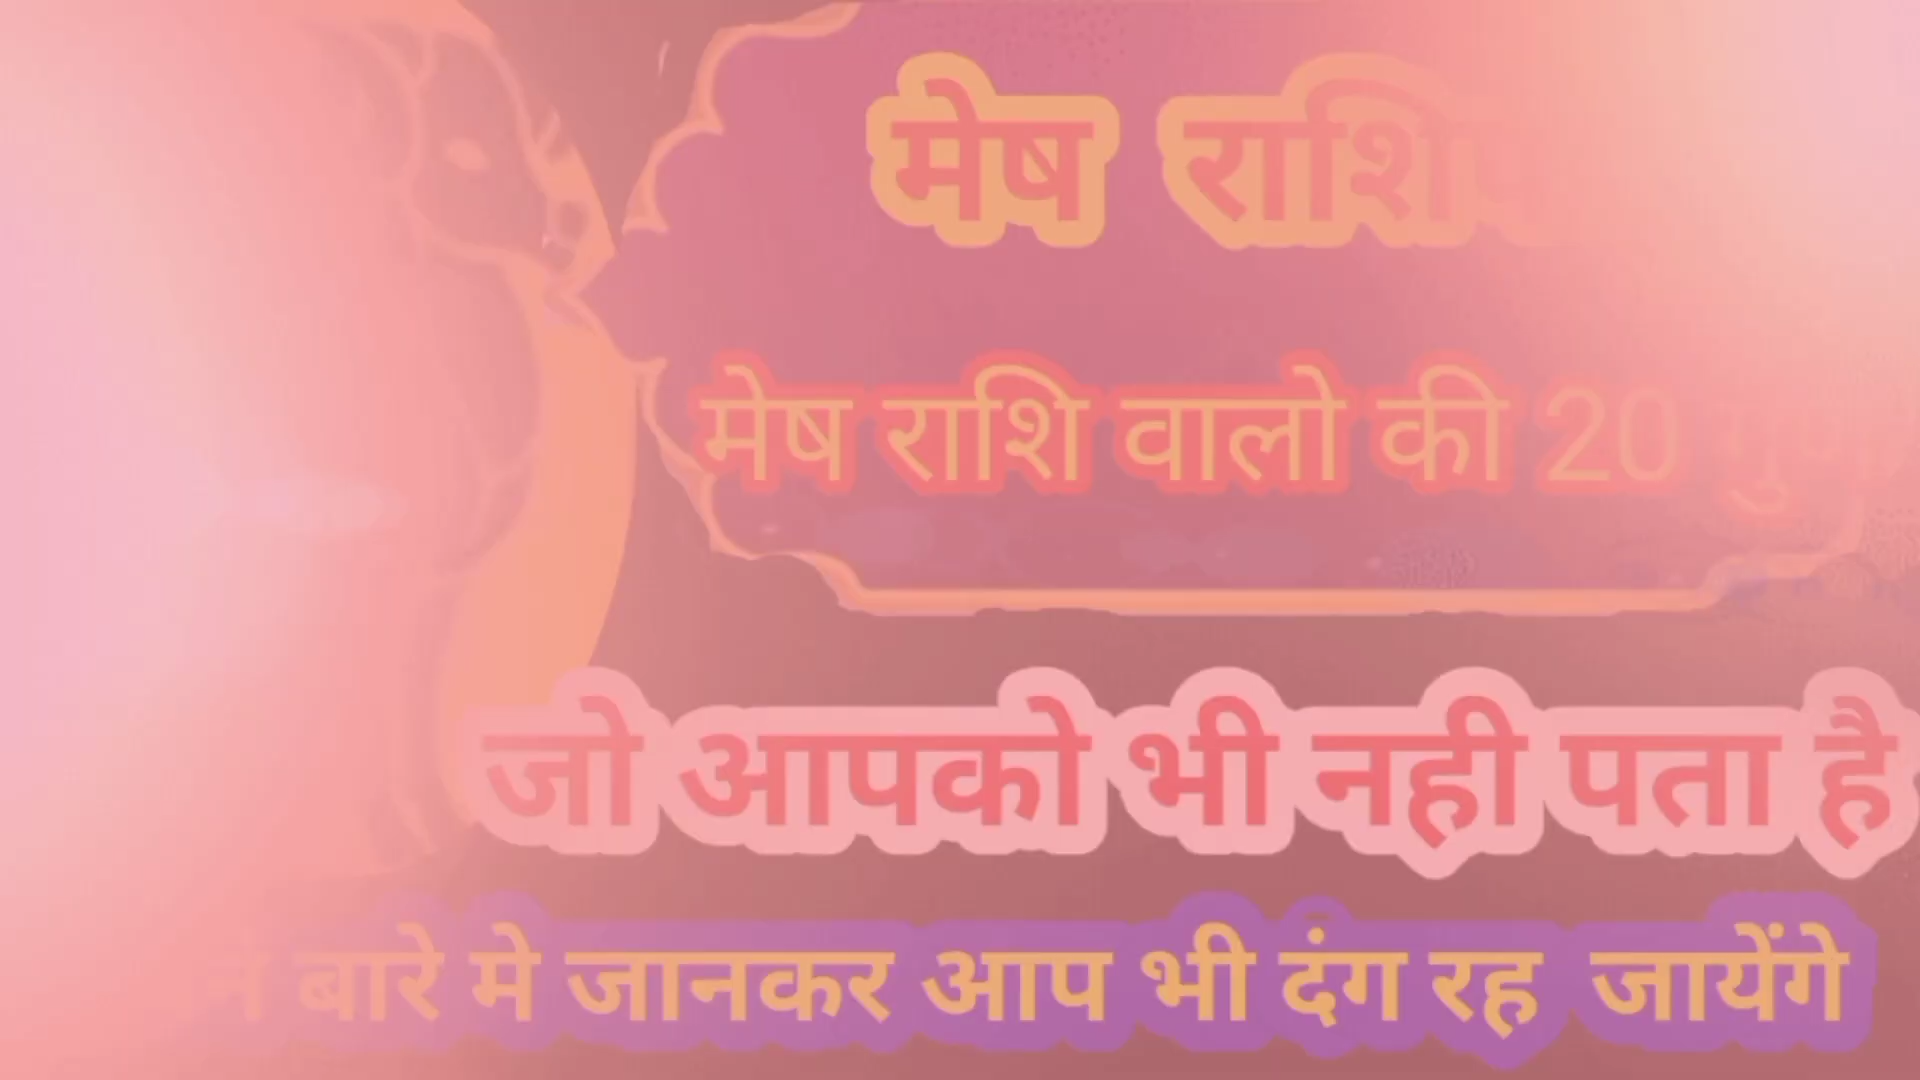 मेष राशि
मेष राशि वालो की 20 गुण
जो आपको भी नही पता है
बारे मे जानकर आप भी दंग रह जायेंगे